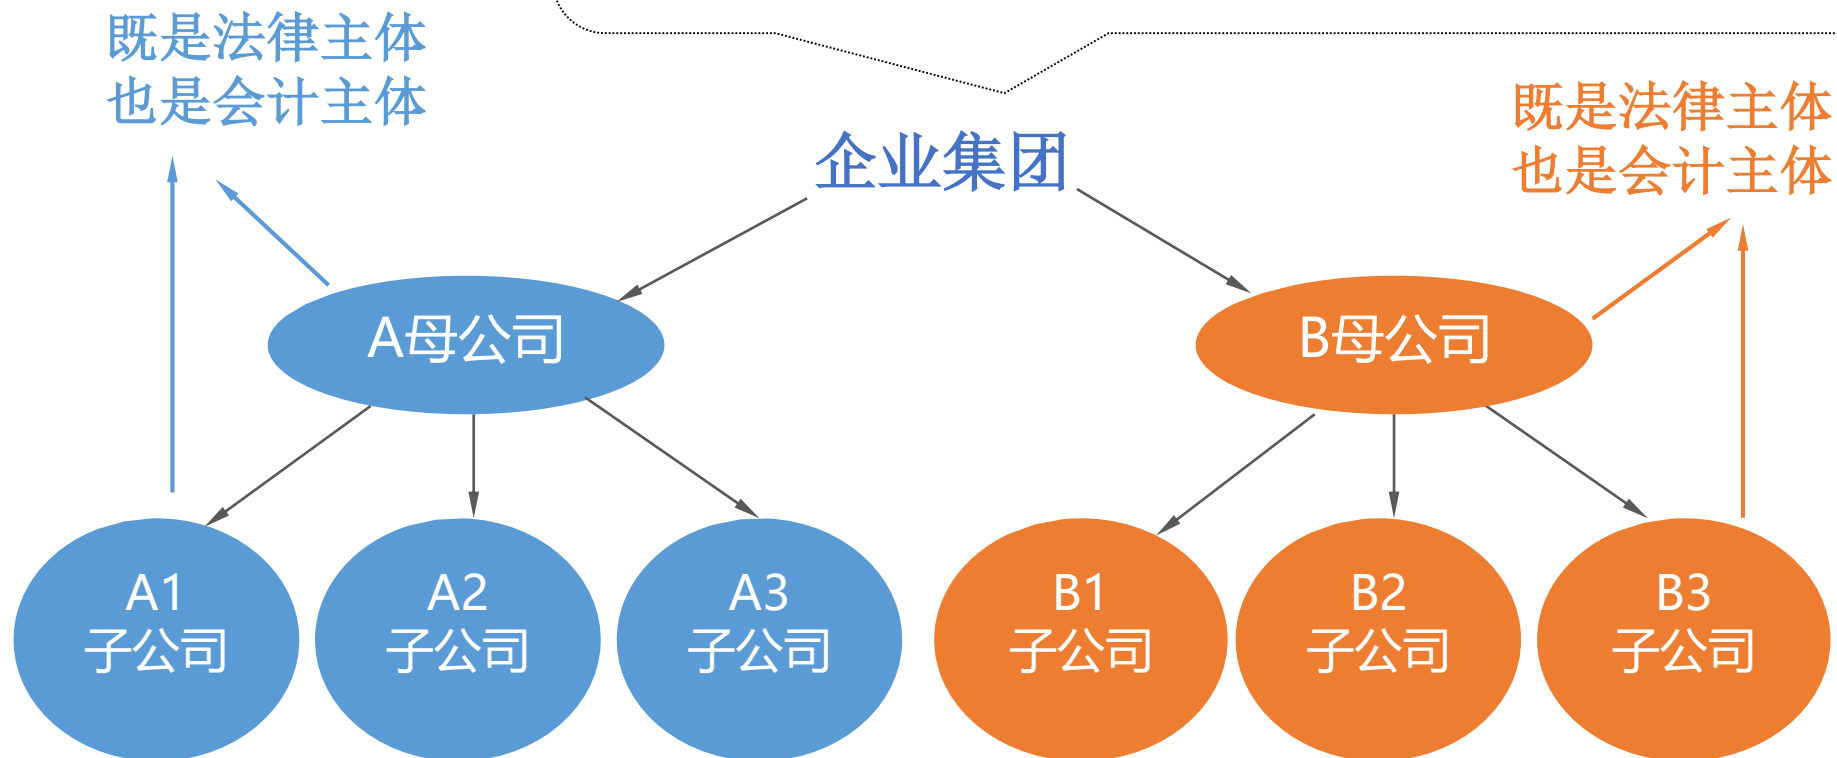 既是法律主体
也是会计主体
企业集团
既是法律主体
也是会计主体
A母公司
B母公司
A1
子公司
A2
子公司
A3
子公司
B1
子公司
B2
子公司
B3
子公司